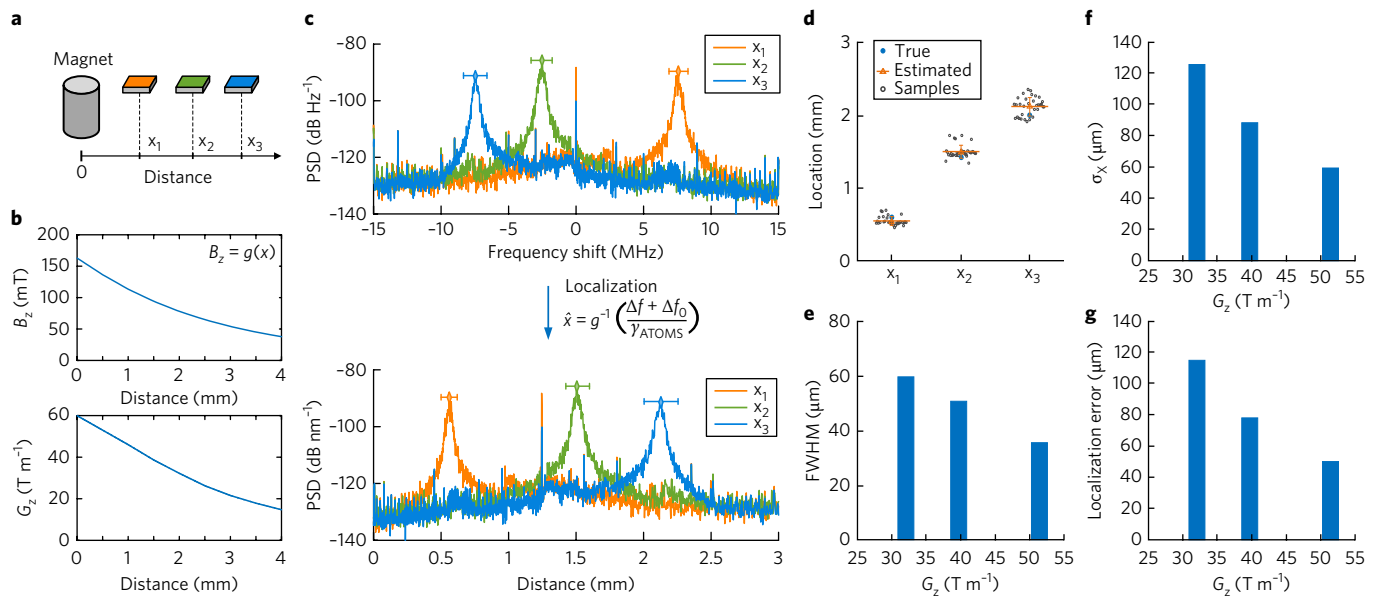 a
Magnet
x1
x2
x3
0
Distance
b
Bz = g(x)
Bz (mT)
200
150
100
50
0
0 1 2 3 4
Distance (mm)
Gz (T m−1)
60
40
20
0
0 1 2 3 4
Distance (mm)
c
PSD (dB Hz−1)
−80
−100
−120
−140
x1
x2
x3
−15 −10 −5 0 5 10 15
Frequency shift (MHz)
Localization
x̂ = g−1 (Δf + Δf0 / γATOMS)
PSD (dB nm−1)
−80
−100
−120
−140
x1
x2
x3
0 0.5 1 1.5 2 2.5 3
Distance (mm)
d
Location (mm)
3
2
1
0
True
Estimated
Samples
x1 x2 x3
e
FWHM (μm)
80
60
40
20
0
25 30 35 40 45 50 55
Gz (T m−1)
f
σX (μm)
140
120
100
80
60
40
20
0
25 30 35 40 45 50 55
Gz (T m−1)
g
Localization error (μm)
140
120
100
80
60
40
20
0
25 30 35 40 45 50 55
Gz (T m−1)